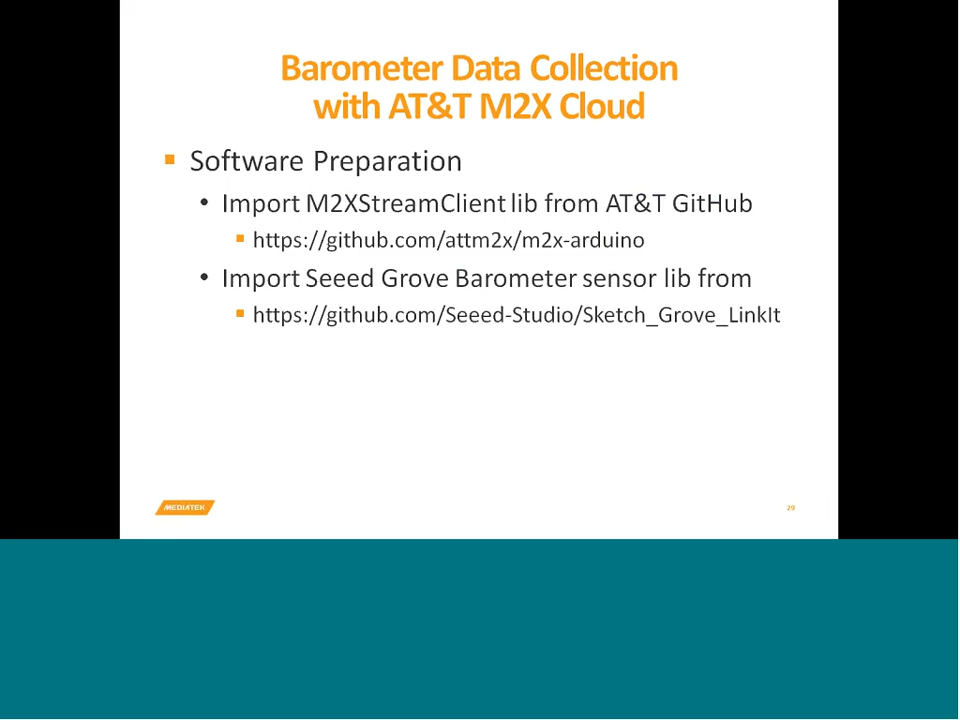 Barometer Data Collection
with AT&T M2X Cloud
Software Preparation
Import M2XStreamClient lib from AT&T GitHub
https://github.com/attm2x/m2x-arduino
Import Seeed Grove Barometer sensor lib from
https://github.com/Seeed-Studio/Sketch_Grove_LinkIt
MEDIATEK
29